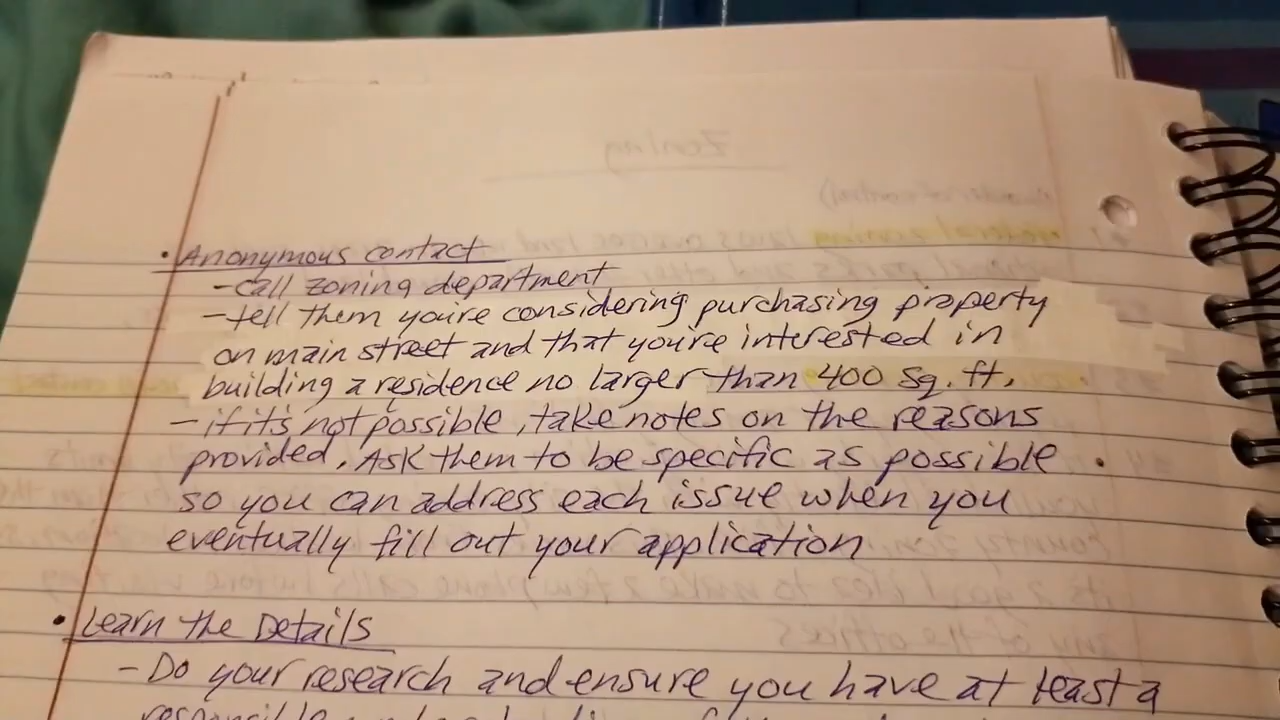 • Anonymous contact
- call zoning department
- tell them you're considering purchasing property
on main street and that you're interested in
building a residence no larger than 400 sq. ft.
- if it's not possible, take notes on the reasons
provided. Ask them to be specific as possible
so you can address each issue when you
eventually fill out your application
• Learn the Details
- Do your research and ensure you have at least a